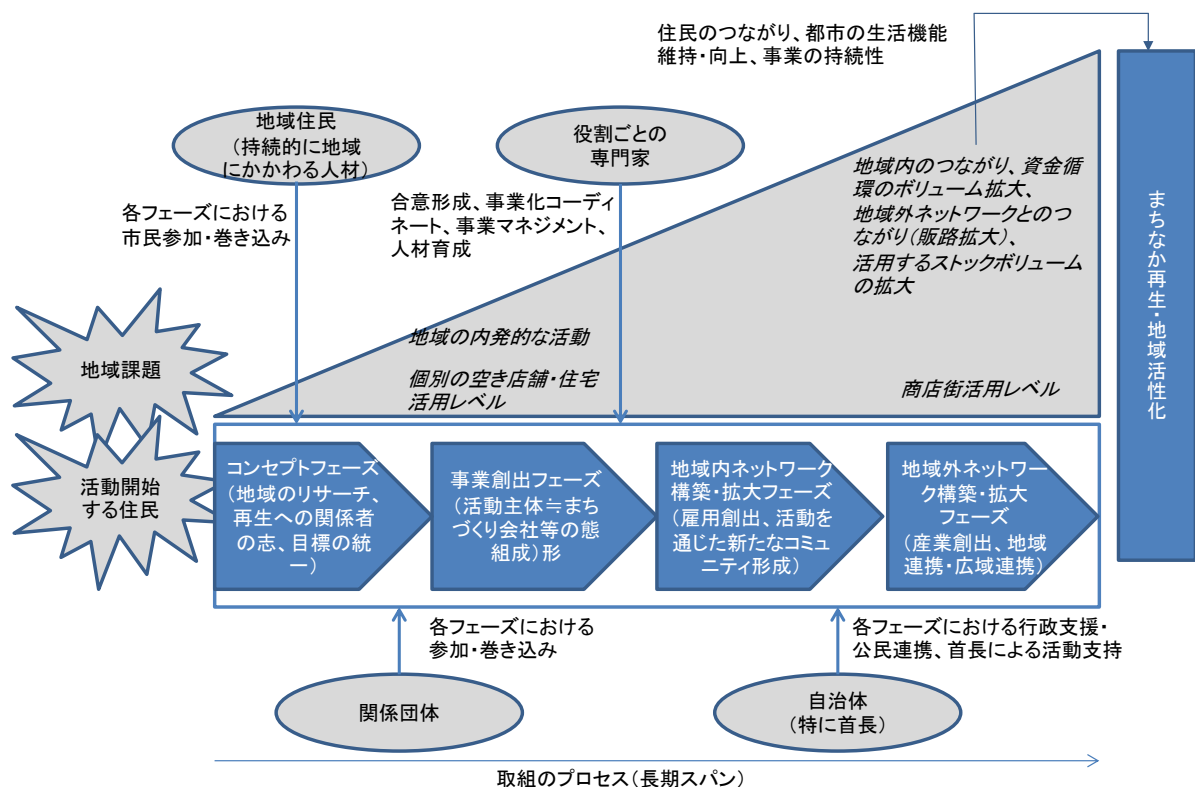 住民のつながり、都市の生活機能
維持・向上、事業の持続性
地域住民
(持続的に地域
にかかわる人材)
役割ごとの
専門家
各フェーズにおける
市民参加・巻き込み
合意形成、事業化コーディ
ネート、事業マネジメント、
人材育成
地域内のつながり、資金循
環のボリューム拡大、
地域外ネットワークとのつ
ながり(販路拡大)、
活用するストックボリューム
の拡大
まちなか再生・地域活性化
地域の内発的な活動
個別の空き店舗・住宅
活用レベル
商店街活用レベル
地域課題
活動開始
する住民
コンセプトフェーズ
(地域のリサーチ、
再生への関係者
の志、目標の統
一)
事業創出フェーズ
(活動主体≒まち
づくり会社等の態
組成)形
地域内ネットワーク
構築・拡大フェーズ
(雇用創出、活動を
通じた新たなコミュ
ニティ形成)
地域外ネットワー
ク構築・拡大
フェーズ
(産業創出、地域
連携・広域連携)
各フェーズにおける
参加・巻き込み
各フェーズにおける行政支援・
公民連携、首長による活動支持
関係団体
自治体
(特に首長)
取組のプロセス(長期スパン)